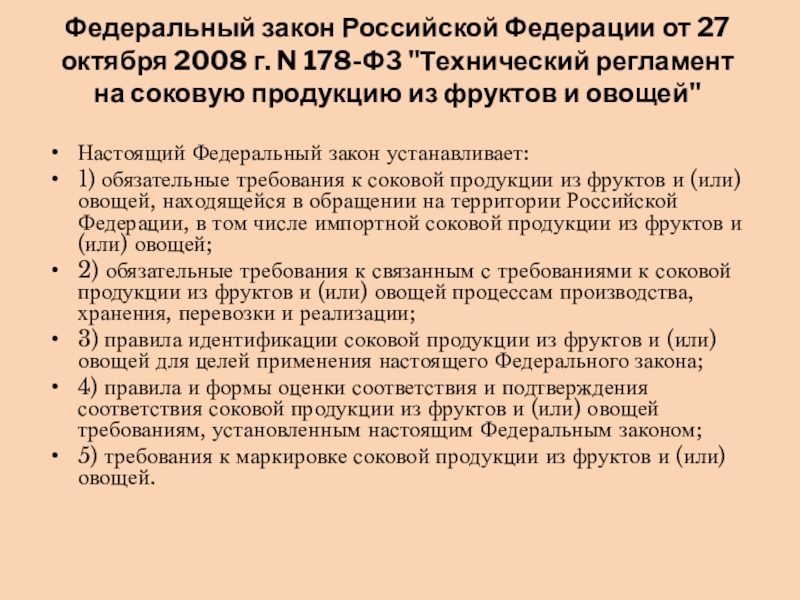 Федеральный закон Российской Федерации от 27
октября 2008 г. N 178-ФЗ "Технический регламент
на соковую продукцию из фруктов и овощей"
• Настоящий Федеральный закон устанавливает:
• 1) обязательные требования к соковой продукции из фруктов и (или)
овощей, находящейся в обращении на территории Российской
Федерации, в том числе импортной соковой продукции из фруктов и
(или) овощей;
• 2) обязательные требования к связанным с требованиями к соковой
продукции из фруктов и (или) овощей процессам производства,
хранения, перевозки и реализации;
• 3) правила идентификации соковой продукции из фруктов и (или)
овощей для целей применения настоящего Федерального закона;
• 4) правила и формы оценки соответствия и подтверждения
соответствия соковой продукции из фруктов и (или) овощей
требованиям, установленным настоящим Федеральным законом;
• 5) требования к маркировке соковой продукции из фруктов и (или)
овощей.